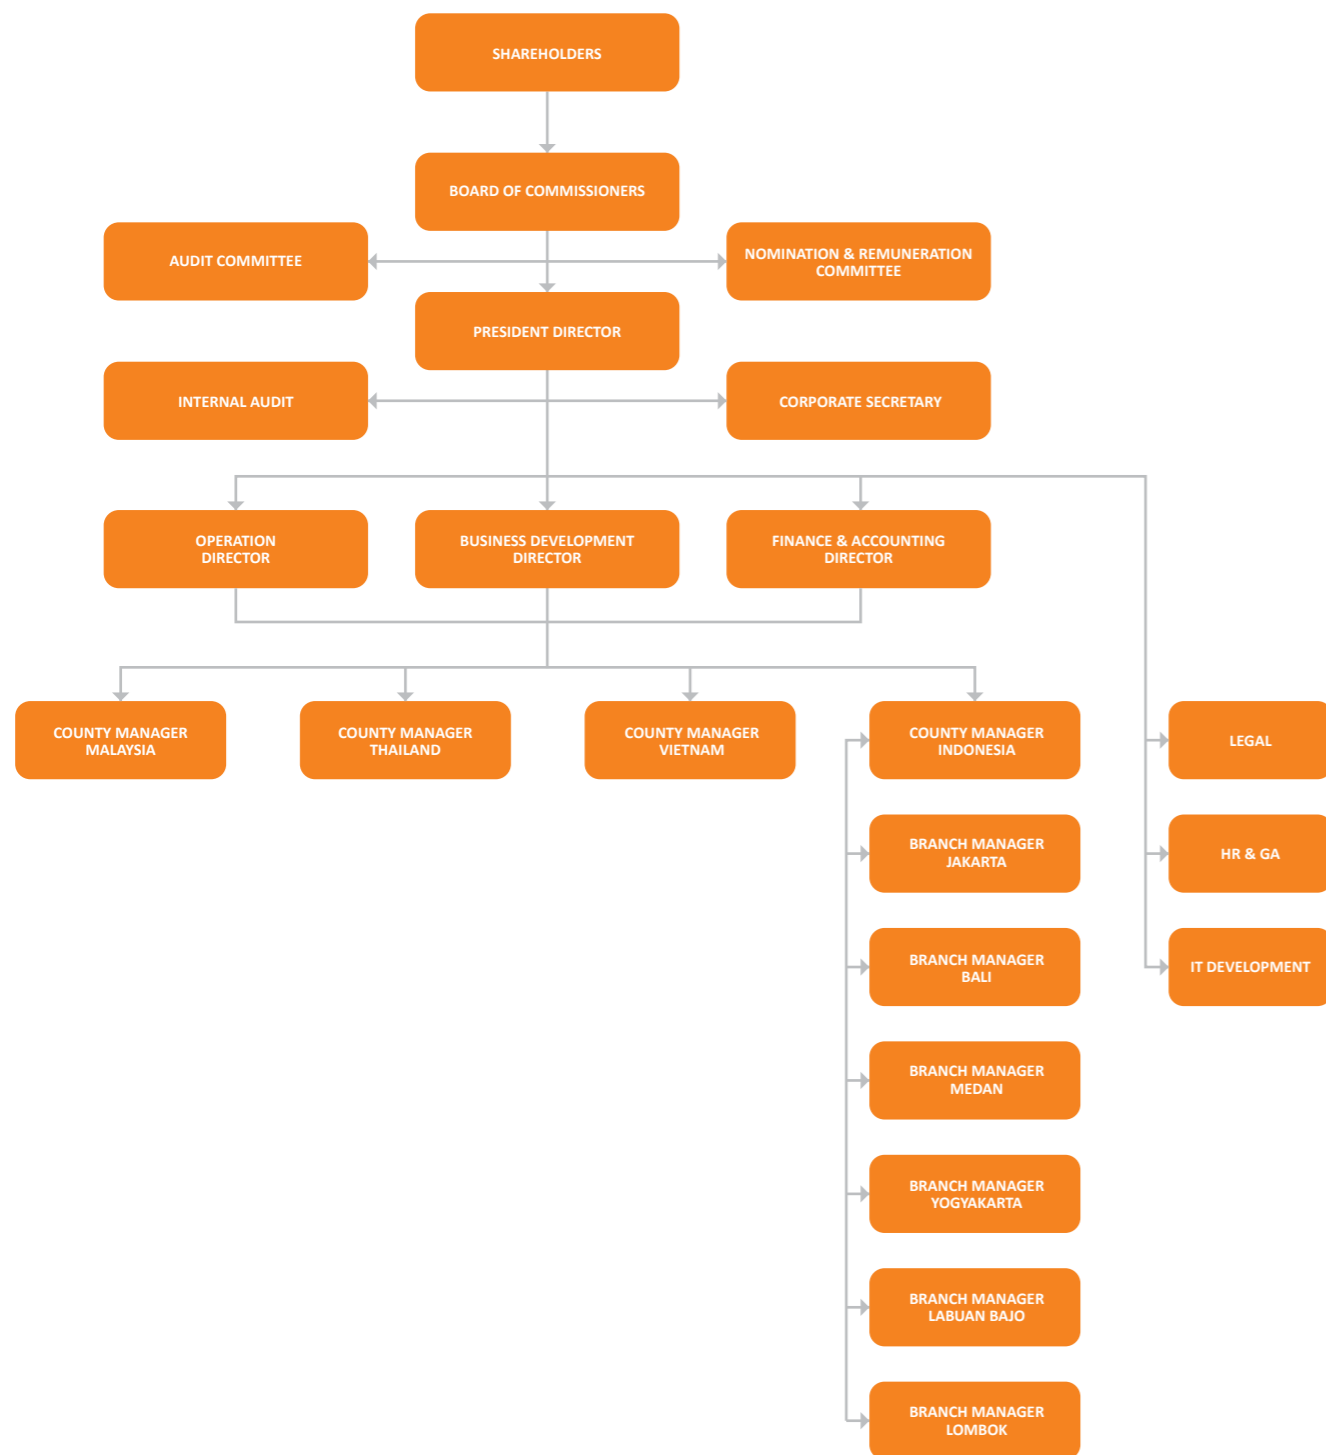 SHAREHOLDERS
BOARD OF COMMISSIONERS
AUDIT COMMITTEE
NOMINATION & REMUNERATION
COMMITTEE
PRESIDENT DIRECTOR
INTERNAL AUDIT
CORPORATE SECRETARY
OPERATION
DIRECTOR
BUSINESS DEVELOPMENT
DIRECTOR
FINANCE & ACCOUNTING
DIRECTOR
COUNTY MANAGER
MALAYSIA
COUNTY MANAGER
THAILAND
COUNTY MANAGER
VIETNAM
COUNTY MANAGER
INDONESIA
LEGAL
BRANCH MANAGER
JAKARTA
HR & GA
BRANCH MANAGER
BALI
IT DEVELOPMENT
BRANCH MANAGER
MEDAN
BRANCH MANAGER
YOGYAKARTA
BRANCH MANAGER
LABUAN BAJO
BRANCH MANAGER
LOMBOK